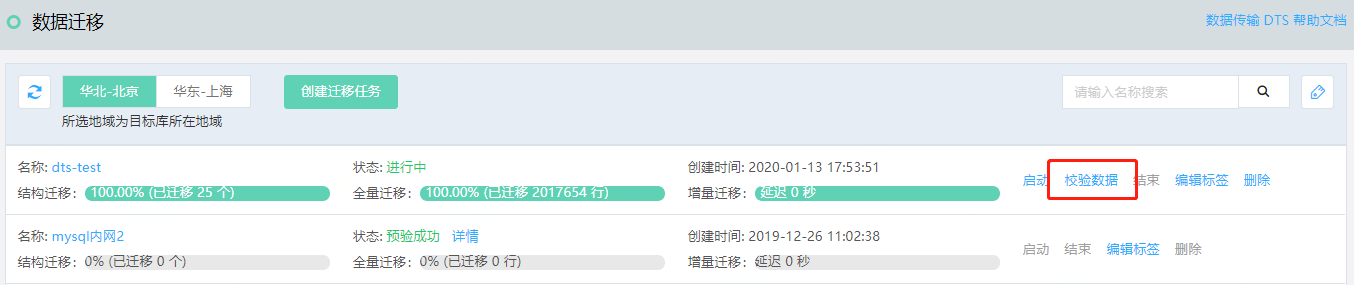 数据迁移
数据传输 DTS 帮助文档
华北-北京 华东-上海 创建迁移任务 请输入名称搜索
所选地域为目标库所在地域
名称: dts-test 状态: 进行中 创建时间: 2020-01-13 17:53:51
启动 校验数据 结束 编辑标签 删除
结构迁移: 100.00% (已迁移 25 个) 全量迁移: 100.00% (已迁移 2017654 行) 增量迁移: 延迟 0 秒
名称: mysql内网2 状态: 预验成功 详情 创建时间: 2019-12-26 11:02:38
启动 结束 编辑标签 删除
结构迁移: 0% (已迁移 0 个) 全量迁移: 0% (已迁移 0 行) 增量迁移: 延迟 0 秒